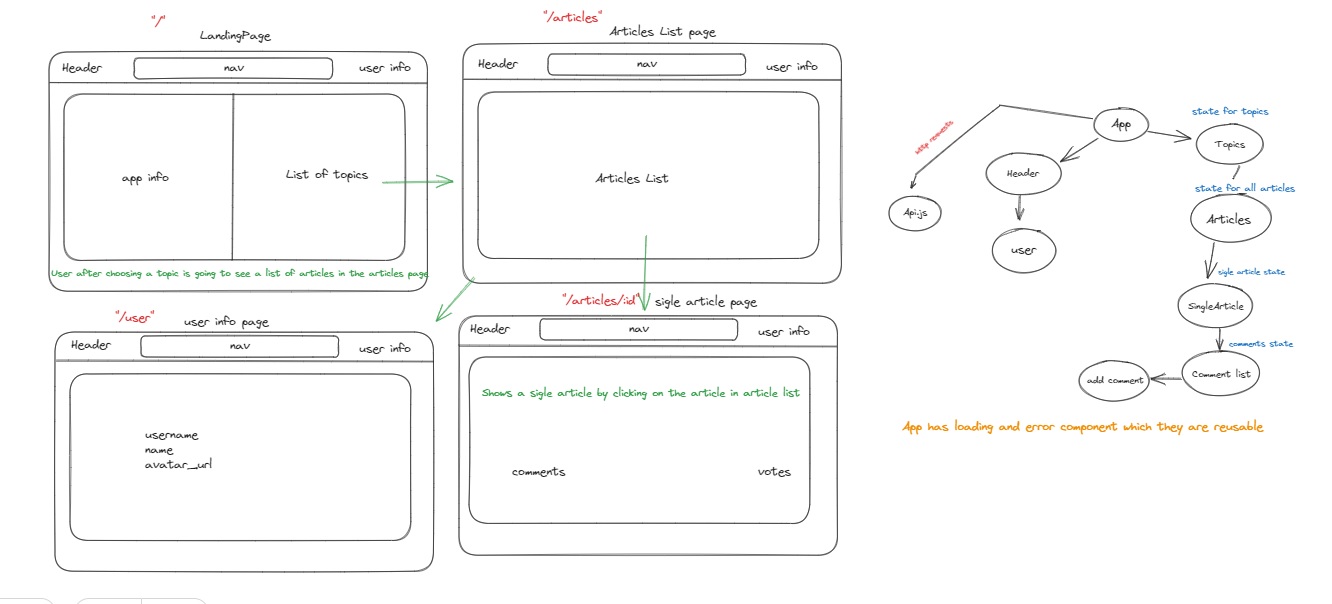 "/"
LandingPage
Header
nav
user info
app info
List of topics
User after choosing a topic is going to see a list of articles in the articles page
"/articles"
Articles List page
Header
nav
user info
Articles List
"/user"
user info page
Header
nav
user info
username
name
avatar_url
"/articles/:id"
sigle article page
Header
nav
user info
Shows a sigle article by clicking on the article in article list
comments
votes
App
http requests
Api.js
Header
user
state for topics
Topics
state for all articles
Articles
sigle article state
SingleArticle
comments state
Comment list
add comment
App has loading and error component which they are reusable